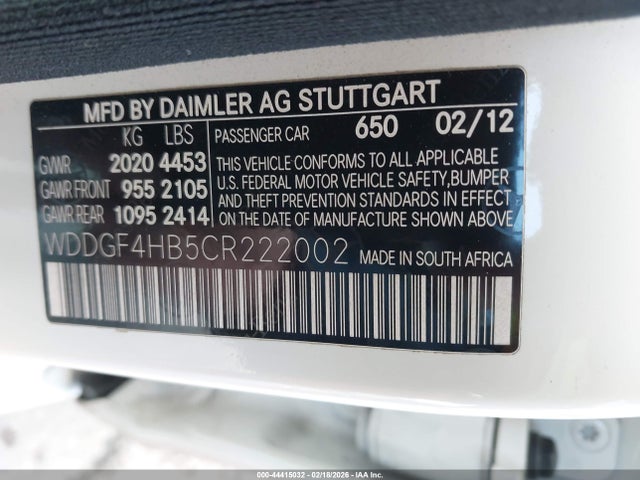 MFD BY DAIMLER AG STUTTGART
KG LBS PASSENGER CAR 650 02/12
GVWR 2020 4453
GAWR FRONT 955 2105
GAWR REAR 1095 2414
THIS VEHICLE CONFORMS TO ALL APPLICABLE
U.S. FEDERAL MOTOR VEHICLE SAFETY,BUMPER
AND THEFT PREVENTION STANDARDS IN EFFECT
ON THE DATE OF MANUFACTURE SHOWN ABOVE.
WDDGF4HB5CR222002 MADE IN SOUTH AFRICA
000-44415032 - 02/18/2026 - IAA Inc.